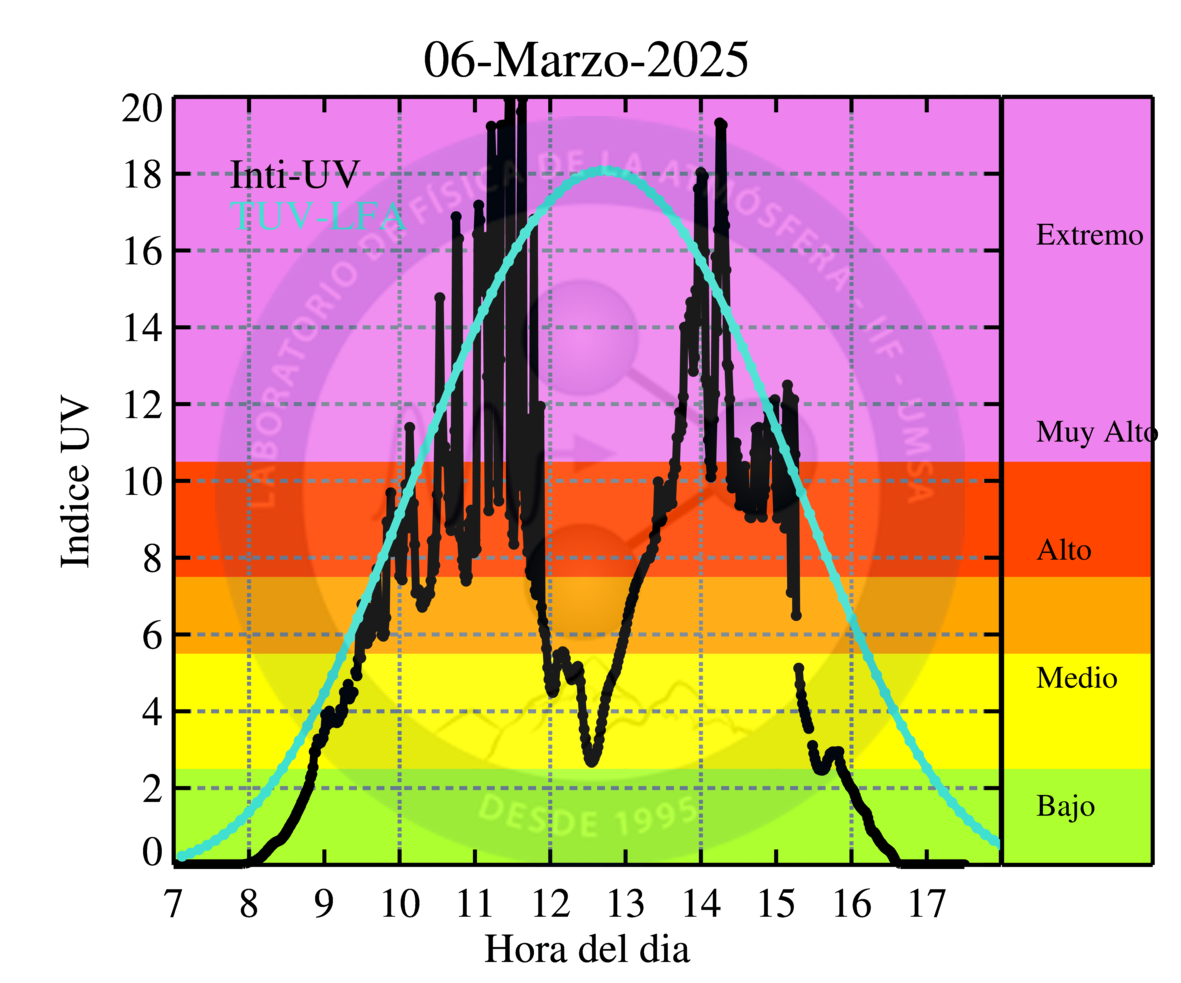 06-Marzo-2025
Inti-UV
TUV-LFA
LABORATORIO DE FÍSICA DE LA ATMÓSFERA - IIF - UMSA
DESDE 1995
Indice UV
20
18
16
14
12
10
8
6
4
2
0
Extremo
Muy Alto
Alto
Medio
Bajo
7 8 9 10 11 12 13 14 15 16 17
Hora del dia